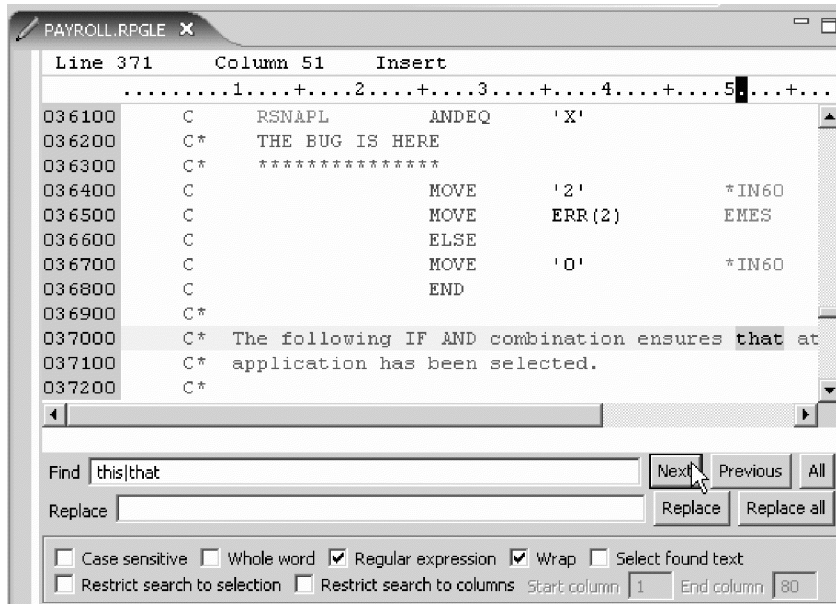 PAYROLL.RPGLE
Line 371 Column 51 Insert
.........1....+....2....+....3....+....4....+....5....+...
036100 C RSNAPL ANDEQ 'X'
036200 C* THE BUG IS HERE
036300 C* ***************
036400 C MOVE '2' *IN60
036500 C MOVE ERR(2) EMES
036600 C ELSE
036700 C MOVE '0' *IN60
036800 C END
036900 C*
037000 C* The following IF AND combination ensures that at
037100 C* application has been selected.
037200 C*
Find this|that Next Previous All
Replace Replace Replace all
Case sensitive Whole word Regular expression Wrap Select found text
Restrict search to selection Restrict search to columns Start column 1 End column 80